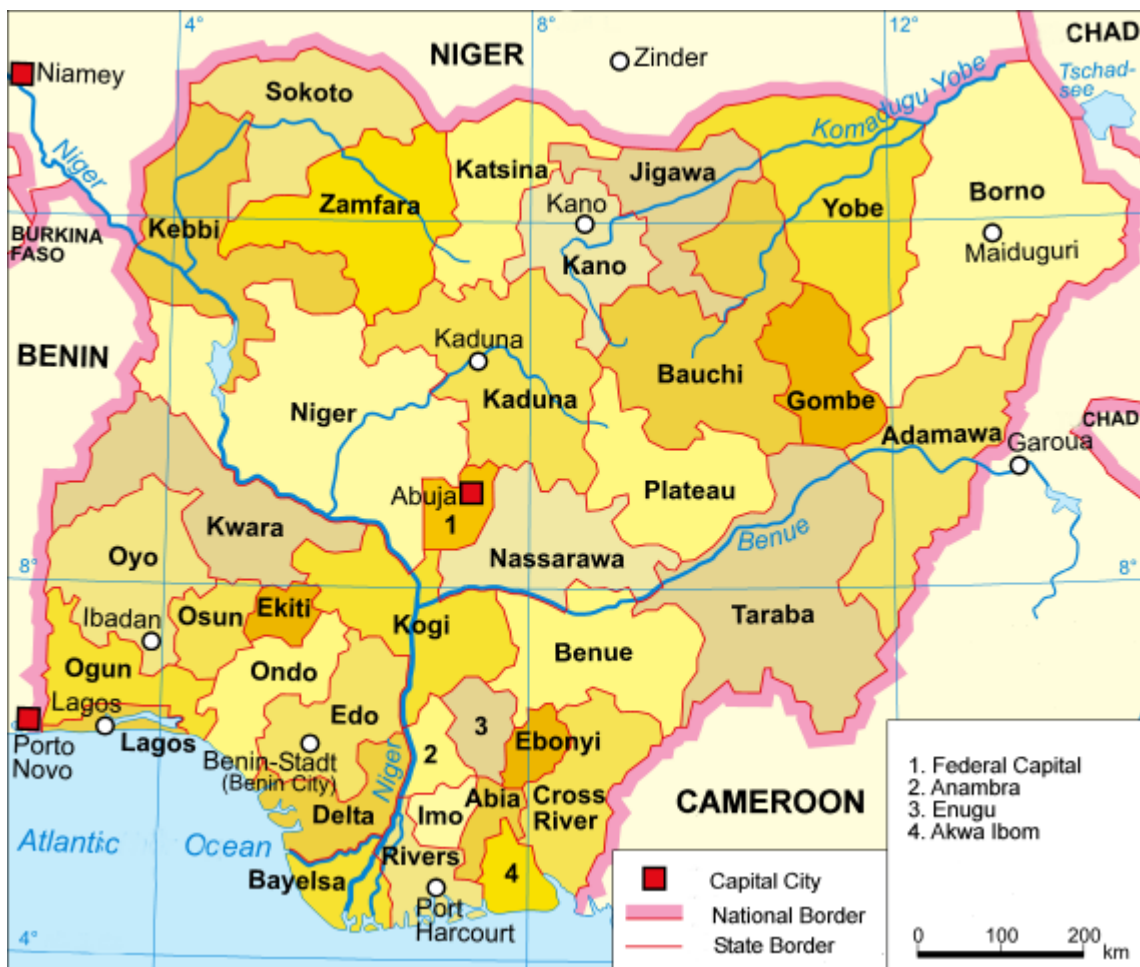 4°
8°
12°
NIGER
CHAD
Niamey
Zinder
Tschad-
see
Sokoto
Komadugu Yobe
Niger
Katsina
Jigawa
Borno
Zamfara
Kano
Yobe
Kebbi
BURKINA
FASO
Maiduguri
Kano
BENIN
Kaduna
Bauchi
Kaduna
Niger
Gombe
CHAD
Adamawa
Garoua
Abuja
1
Plateau
Kwara
Benue
Nassarawa
Oyo
8°
8°
Ibadan
Osun
Ekiti
Kogi
Taraba
Benue
Ogun
Ondo
Lagos
Edo
3
Porto
Novo
Lagos
2
Ebonyi
Benin-Stadt
(Benin City)
Niger
Abia
Cross
River
CAMEROON
Delta
Imo
Atlantic Ocean
Rivers
4
Bayelsa
Port
Harcourt
4°
1. Federal Capital
2. Anambra
3. Enugu
4. Akwa Ibom
Capital City
National Border
State Border
0 100 200 km